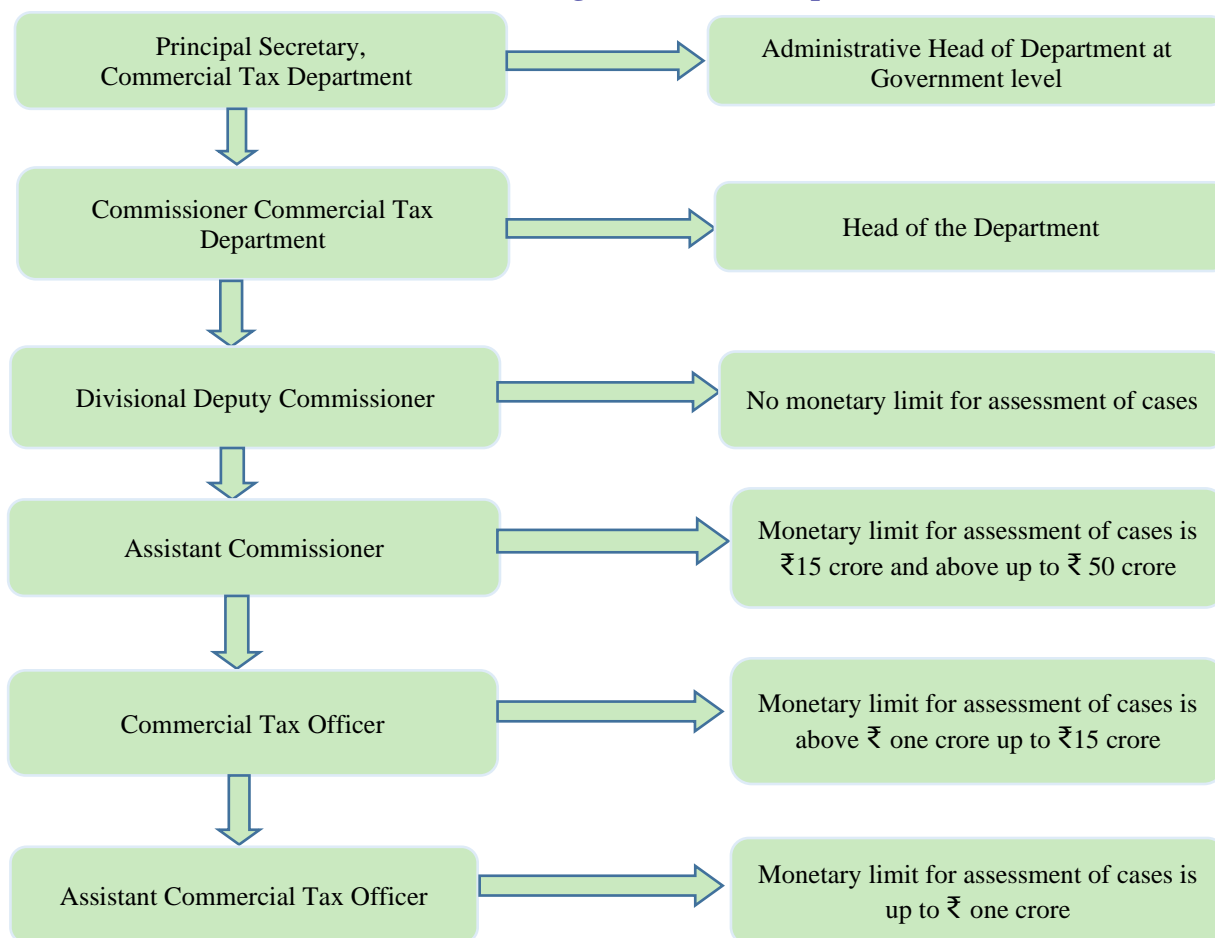 Principal Secretary,
Commercial Tax Department
Administrative Head of Department at
Government level
Commissioner Commercial Tax
Department
Head of the Department
Divisional Deputy Commissioner
No monetary limit for assessment of cases
Assistant Commissioner
Monetary limit for assessment of cases is
₹15 crore and above up to ₹ 50 crore
Commercial Tax Officer
Monetary limit for assessment of cases is
above ₹ one crore up to ₹15 crore
Assistant Commercial Tax Officer
Monetary limit for assessment of cases is
up to ₹ one crore